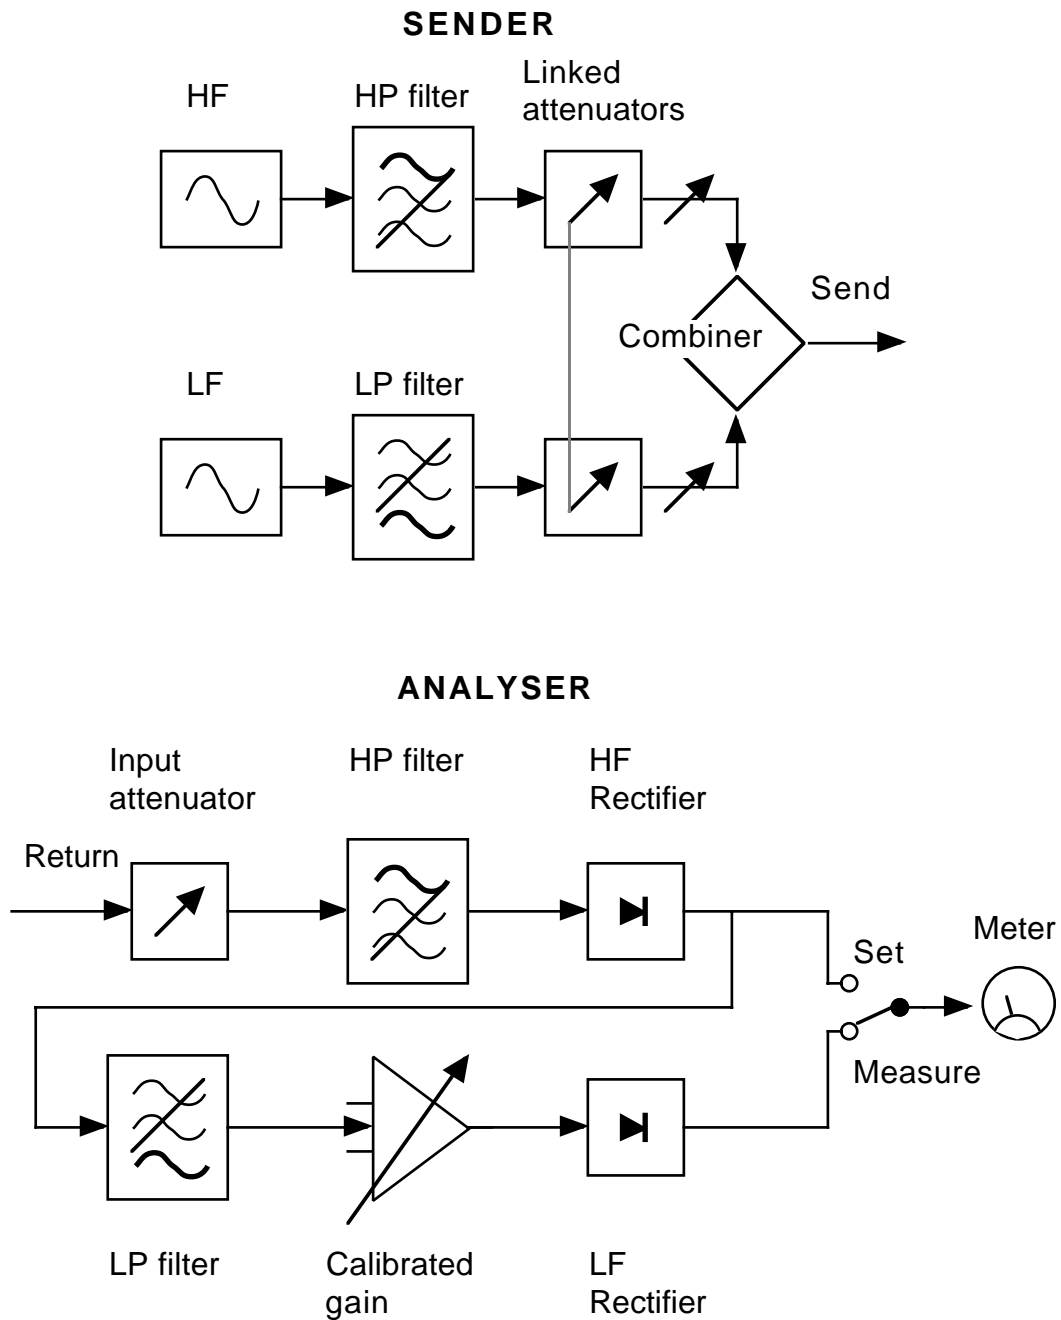 SENDER
HF
HP filter
Linked
attenuators
Send
Combiner
LF
LP filter
ANALYSER
Input
attenuator
HP filter
HF
Rectifier
Return
Set
Meter
Measure
LP filter
Calibrated
gain
LF
Rectifier